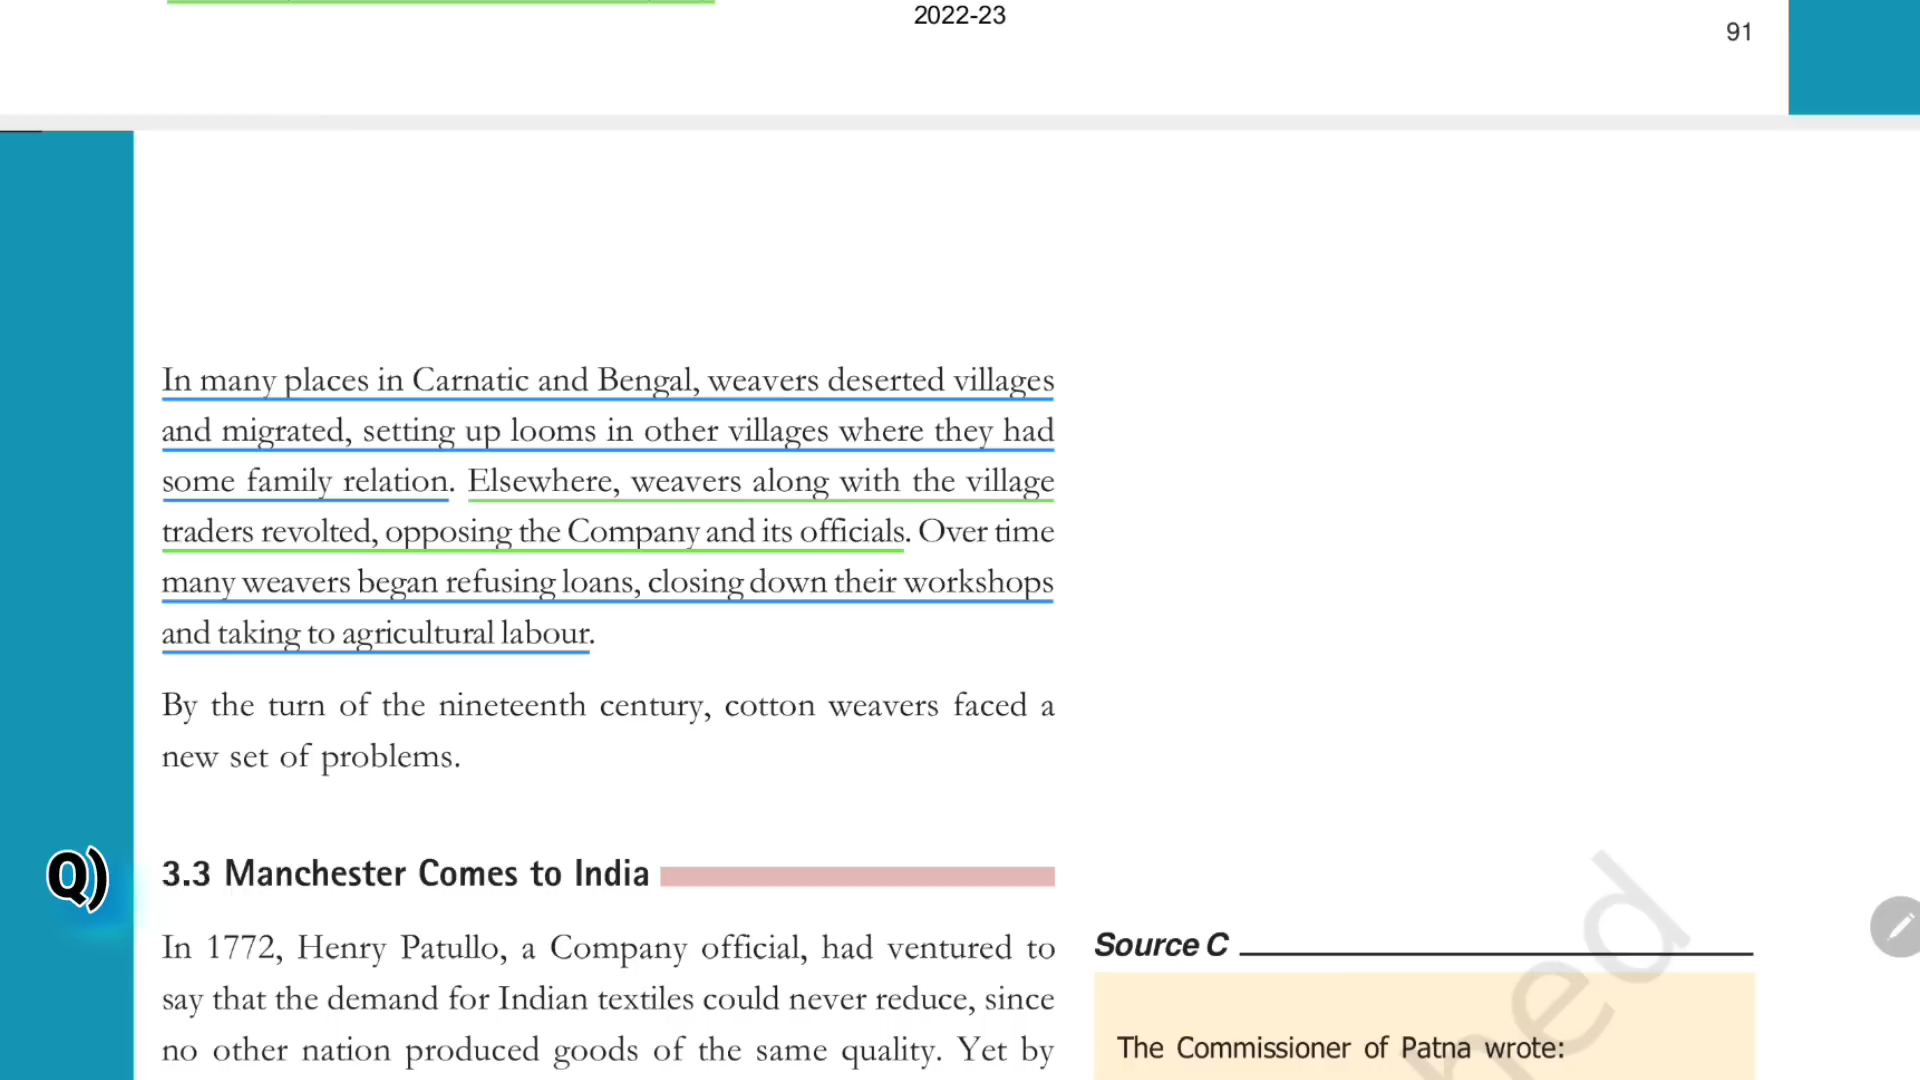 2022-23
91
In many places in Carnatic and Bengal, weavers deserted villages
and migrated, setting up looms in other villages where they had
some family relation. Elsewhere, weavers along with the village
traders revolted, opposing the Company and its officials. Over time
many weavers began refusing loans, closing down their workshops
and taking to agricultural labour.
By the turn of the nineteenth century, cotton weavers faced a
new set of problems.
Q)
3.3 Manchester Comes to India
In 1772, Henry Patullo, a Company official, had ventured to
say that the demand for Indian textiles could never reduce, since
no other nation produced goods of the same quality. Yet by
Source C
The Commissioner of Patna wrote:
hed